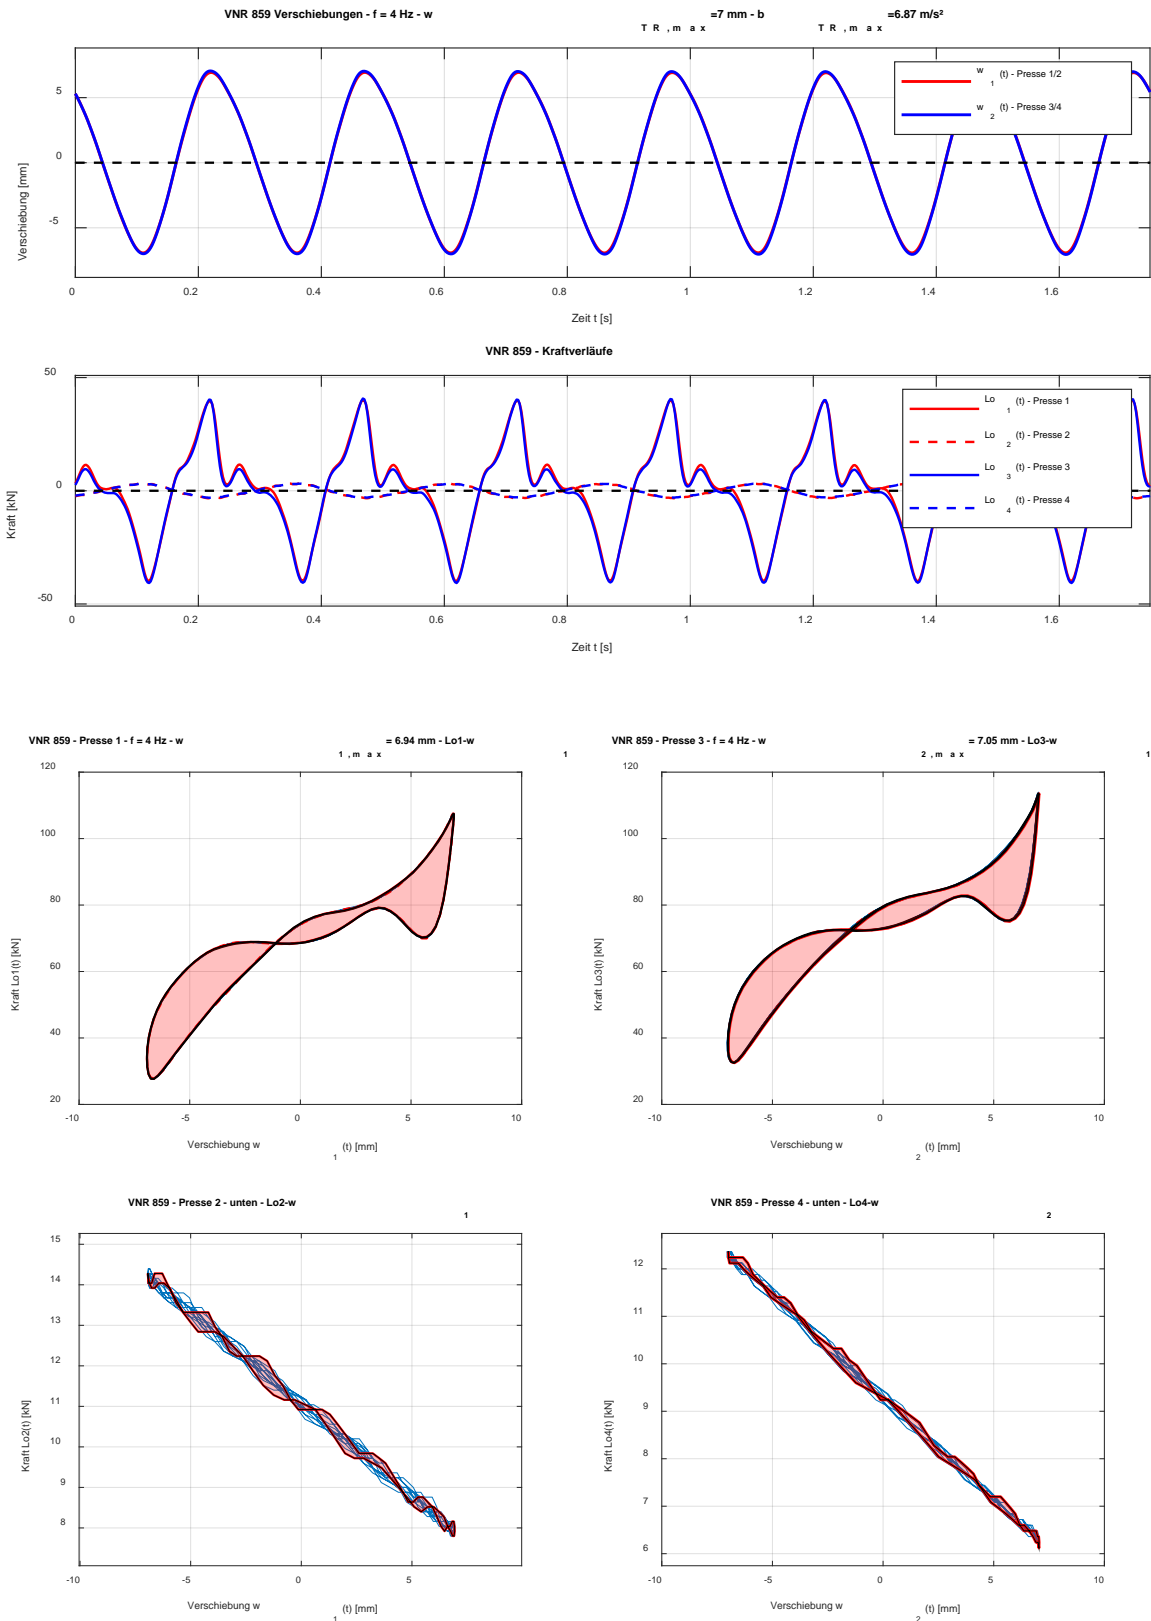 VNR 859 Verschiebungen - f = 4 Hz - w TR,max =7 mm - b TR,max =6.87 m/s²
w 1 (t) - Presse 1/2
w 2 (t) - Presse 3/4
5
0
-5
Verschiebung [mm]
0 0.2 0.4 0.6 0.8 1 1.2 1.4 1.6
Zeit t [s]
VNR 859 - Kraftverläufe
Lo 1 (t) - Presse 1
Lo 2 (t) - Presse 2
Lo 3 (t) - Presse 3
Lo 4 (t) - Presse 4
50
0
-50
Kraft [kN]
0 0.2 0.4 0.6 0.8 1 1.2 1.4 1.6
Zeit t [s]
VNR 859 - Presse 1 - f = 4 Hz - w 1,max = 6.94 mm - Lo1-w 1
120
100
80
60
40
20
Kraft Lo1(t) [kN]
-10 -5 0 5 10
Verschiebung w 1 (t) [mm]
VNR 859 - Presse 3 - f = 4 Hz - w 2,max = 7.05 mm - Lo3-w 1
120
100
80
60
40
20
Kraft Lo3(t) [kN]
-10 -5 0 5 10
Verschiebung w 2 (t) [mm]
VNR 859 - Presse 2 - unten - Lo2-w 1
15
14
13
12
11
10
9
8
Kraft Lo2(t) [kN]
-10 -5 0 5 10
Verschiebung w 1 (t) [mm]
VNR 859 - Presse 4 - unten - Lo4-w 2
12
11
10
9
8
7
6
Kraft Lo4(t) [kN]
-10 -5 0 5 10
Verschiebung w 2 (t) [mm]